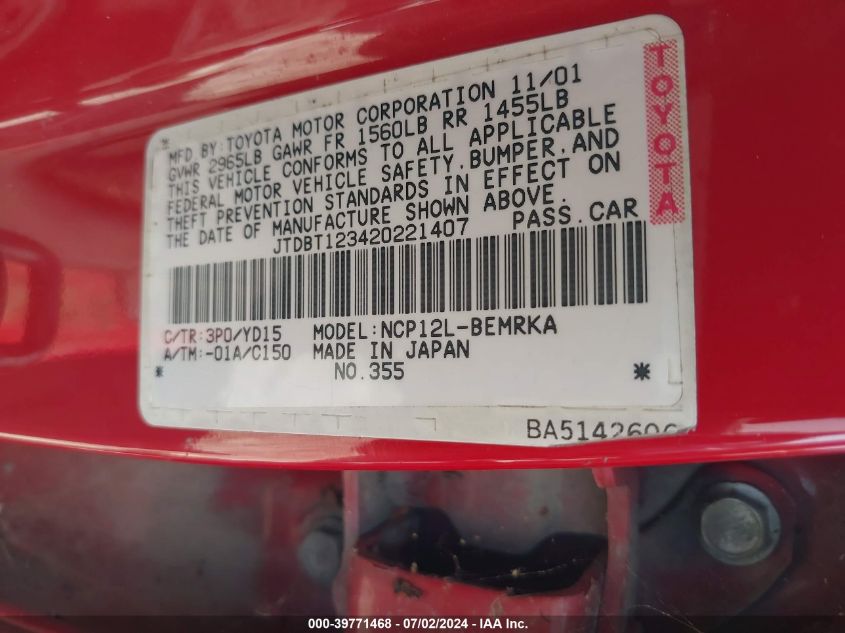 MFD BY: TOYOTA MOTOR CORPORATION 11/01
GVWR 2965LB GAWR FR 1560LB RR 1455LB
THIS VEHICLE CONFORMS TO ALL APPLICABLE
FEDERAL MOTOR VEHICLE SAFETY,BUMPER,AND
THEFT PREVENTION STANDARDS IN EFFECT ON
THE DATE OF MANUFACTURE SHOWN ABOVE.
JTDBT123420221407 PASS.CAR
TOYOTA
C/TR:3P0/YD15 MODEL:NCP12L-BEMRKA
A/TM:-01A/C150 MADE IN JAPAN
NO.355
BA514260
000-39771468 - 07/02/2024 - IAA Inc.